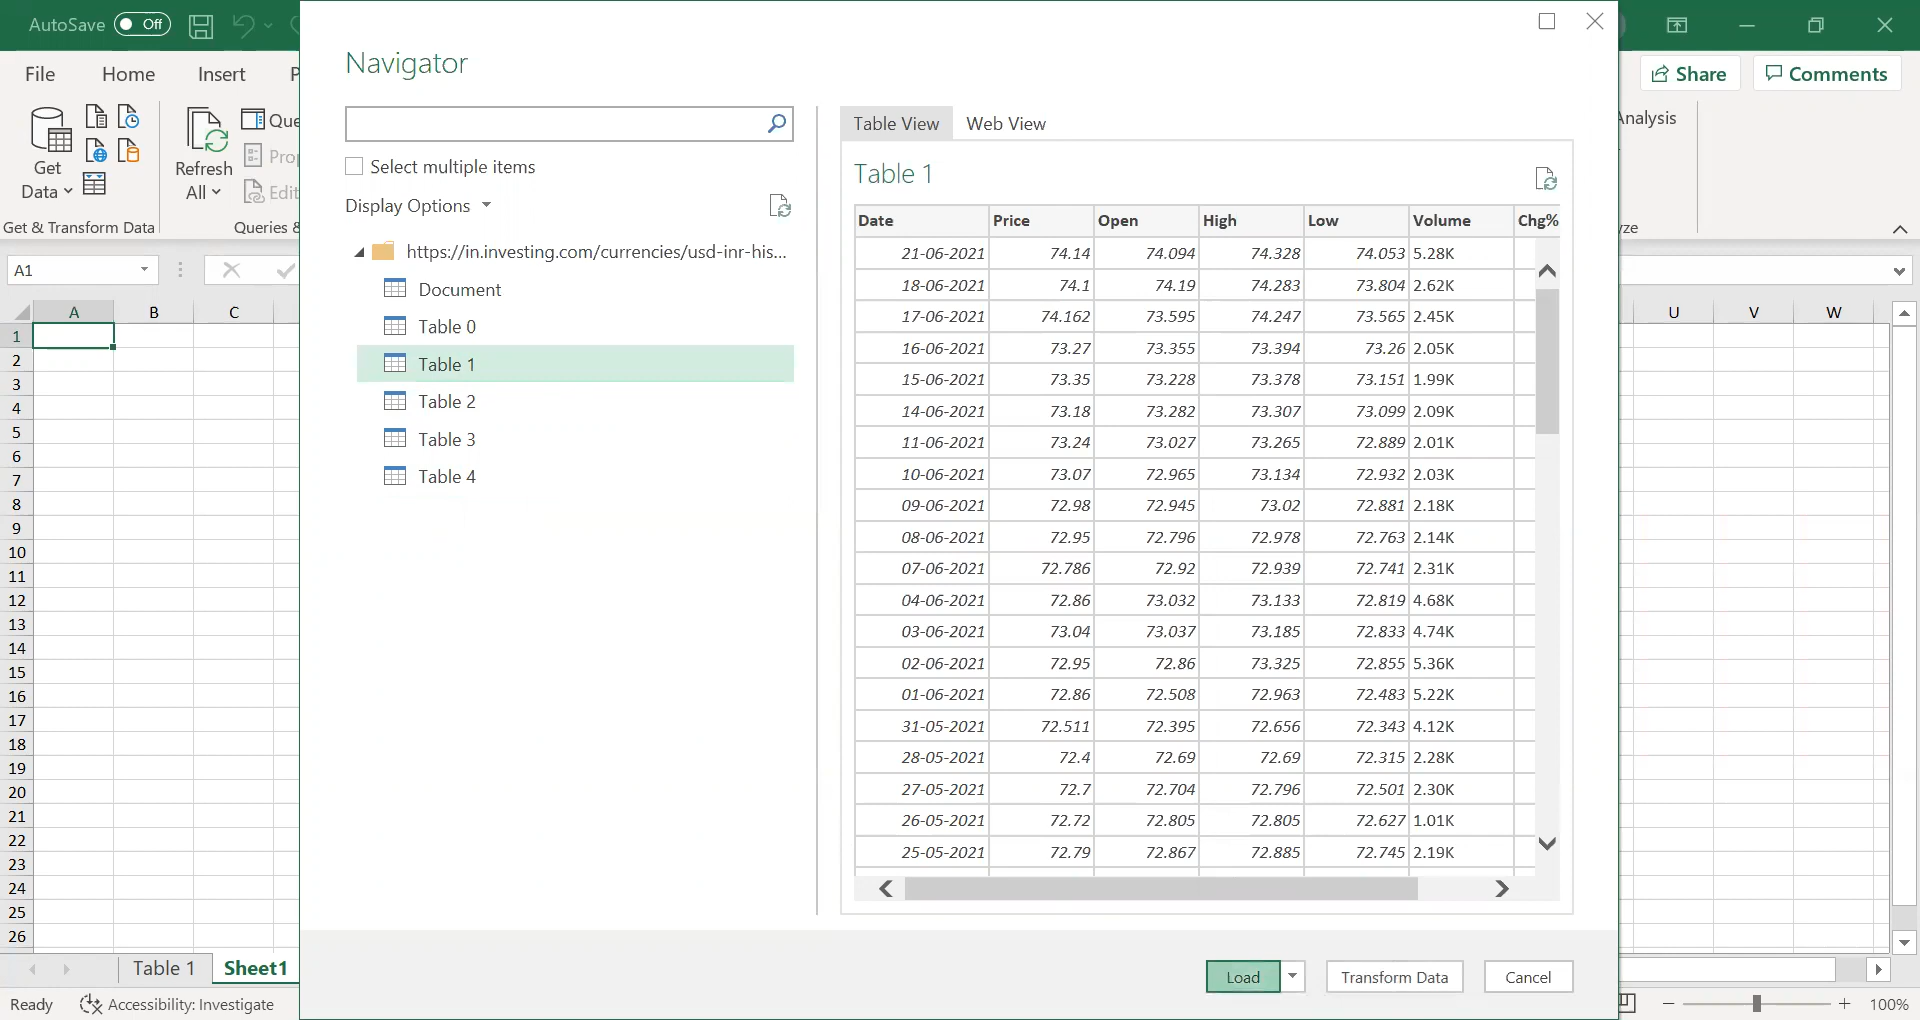 AutoSave Off
File Home Insert P
Share Comments
Get Data
Refresh All
Que
Prop
Edit
Get & Transform Data
Queries &
Analysis
yze
A1
A B C
U V W
1
2
3
4
5
6
7
8
9
10
11
12
13
14
15
16
17
18
19
20
21
22
23
24
25
26
Table 1 Sheet1
Ready Accessibility: Investigate
100%
Navigator
Select multiple items
Display Options
https://in.investing.com/currencies/usd-inr-his...
Document
Table 0
Table 1
Table 2
Table 3
Table 4
Table View Web View
Table 1
Date Price Open High Low Volume Chg%
21-06-2021 74.14 74.094 74.328 74.053 5.28K
18-06-2021 74.1 74.19 74.283 73.804 2.62K
17-06-2021 74.162 73.595 74.247 73.565 2.45K
16-06-2021 73.27 73.355 73.394 73.26 2.05K
15-06-2021 73.35 73.228 73.378 73.151 1.99K
14-06-2021 73.18 73.282 73.307 73.099 2.09K
11-06-2021 73.24 73.027 73.265 72.889 2.01K
10-06-2021 73.07 72.965 73.134 72.932 2.03K
09-06-2021 72.98 72.945 73.02 72.881 2.18K
08-06-2021 72.95 72.796 72.978 72.763 2.14K
07-06-2021 72.786 72.92 72.939 72.741 2.31K
04-06-2021 72.86 73.032 73.133 72.819 4.68K
03-06-2021 73.04 73.037 73.185 72.833 4.74K
02-06-2021 72.95 72.86 73.325 72.855 5.36K
01-06-2021 72.86 72.508 72.963 72.483 5.22K
31-05-2021 72.511 72.395 72.656 72.343 4.12K
28-05-2021 72.4 72.69 72.69 72.315 2.28K
27-05-2021 72.7 72.704 72.796 72.501 2.30K
26-05-2021 72.72 72.805 72.805 72.627 1.01K
25-05-2021 72.79 72.867 72.885 72.745 2.19K
Load Transform Data Cancel